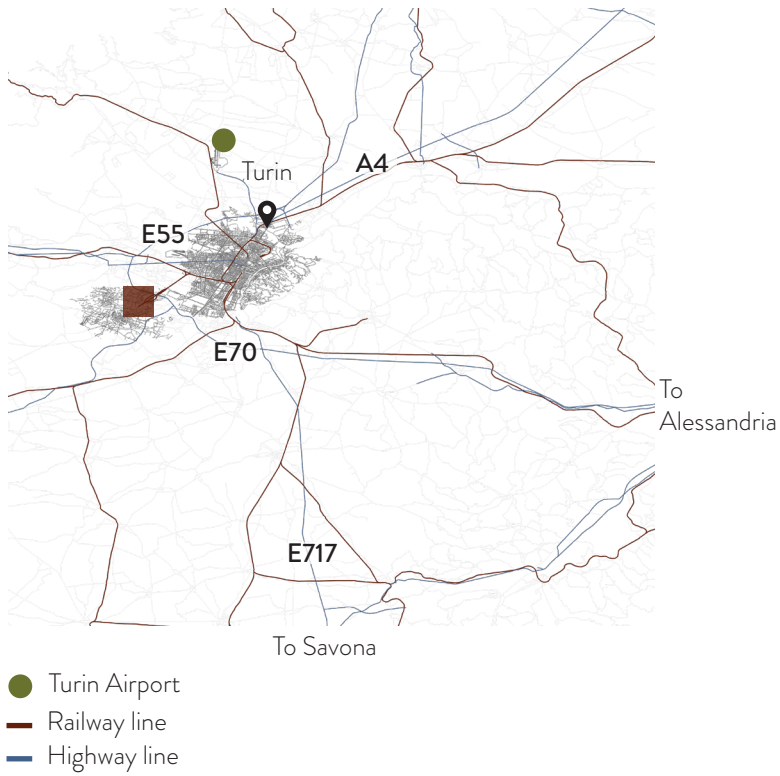 Turin
A4
E55
E70
To
Alessandria
E717
To Savona
Turin Airport
Railway line
Highway line